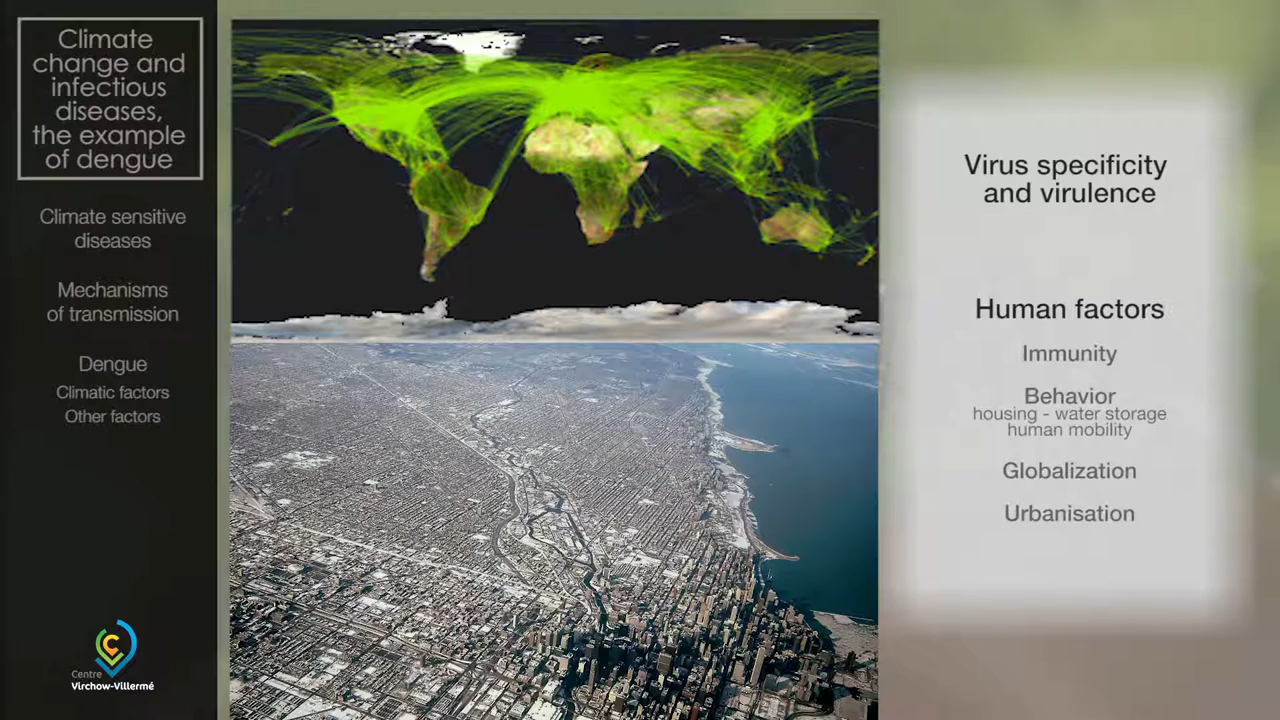 Climate
change and
infectious
diseases,
the example
of dengue
Climate sensitive
diseases
Mechanisms
of transmission
Dengue
Climatic factors
Other factors
C
Centre
Virchow-Villermé
Virus specificity
and virulence
Human factors
Immunity
Behavior
housing - water storage
human mobility
Globalization
Urbanisation